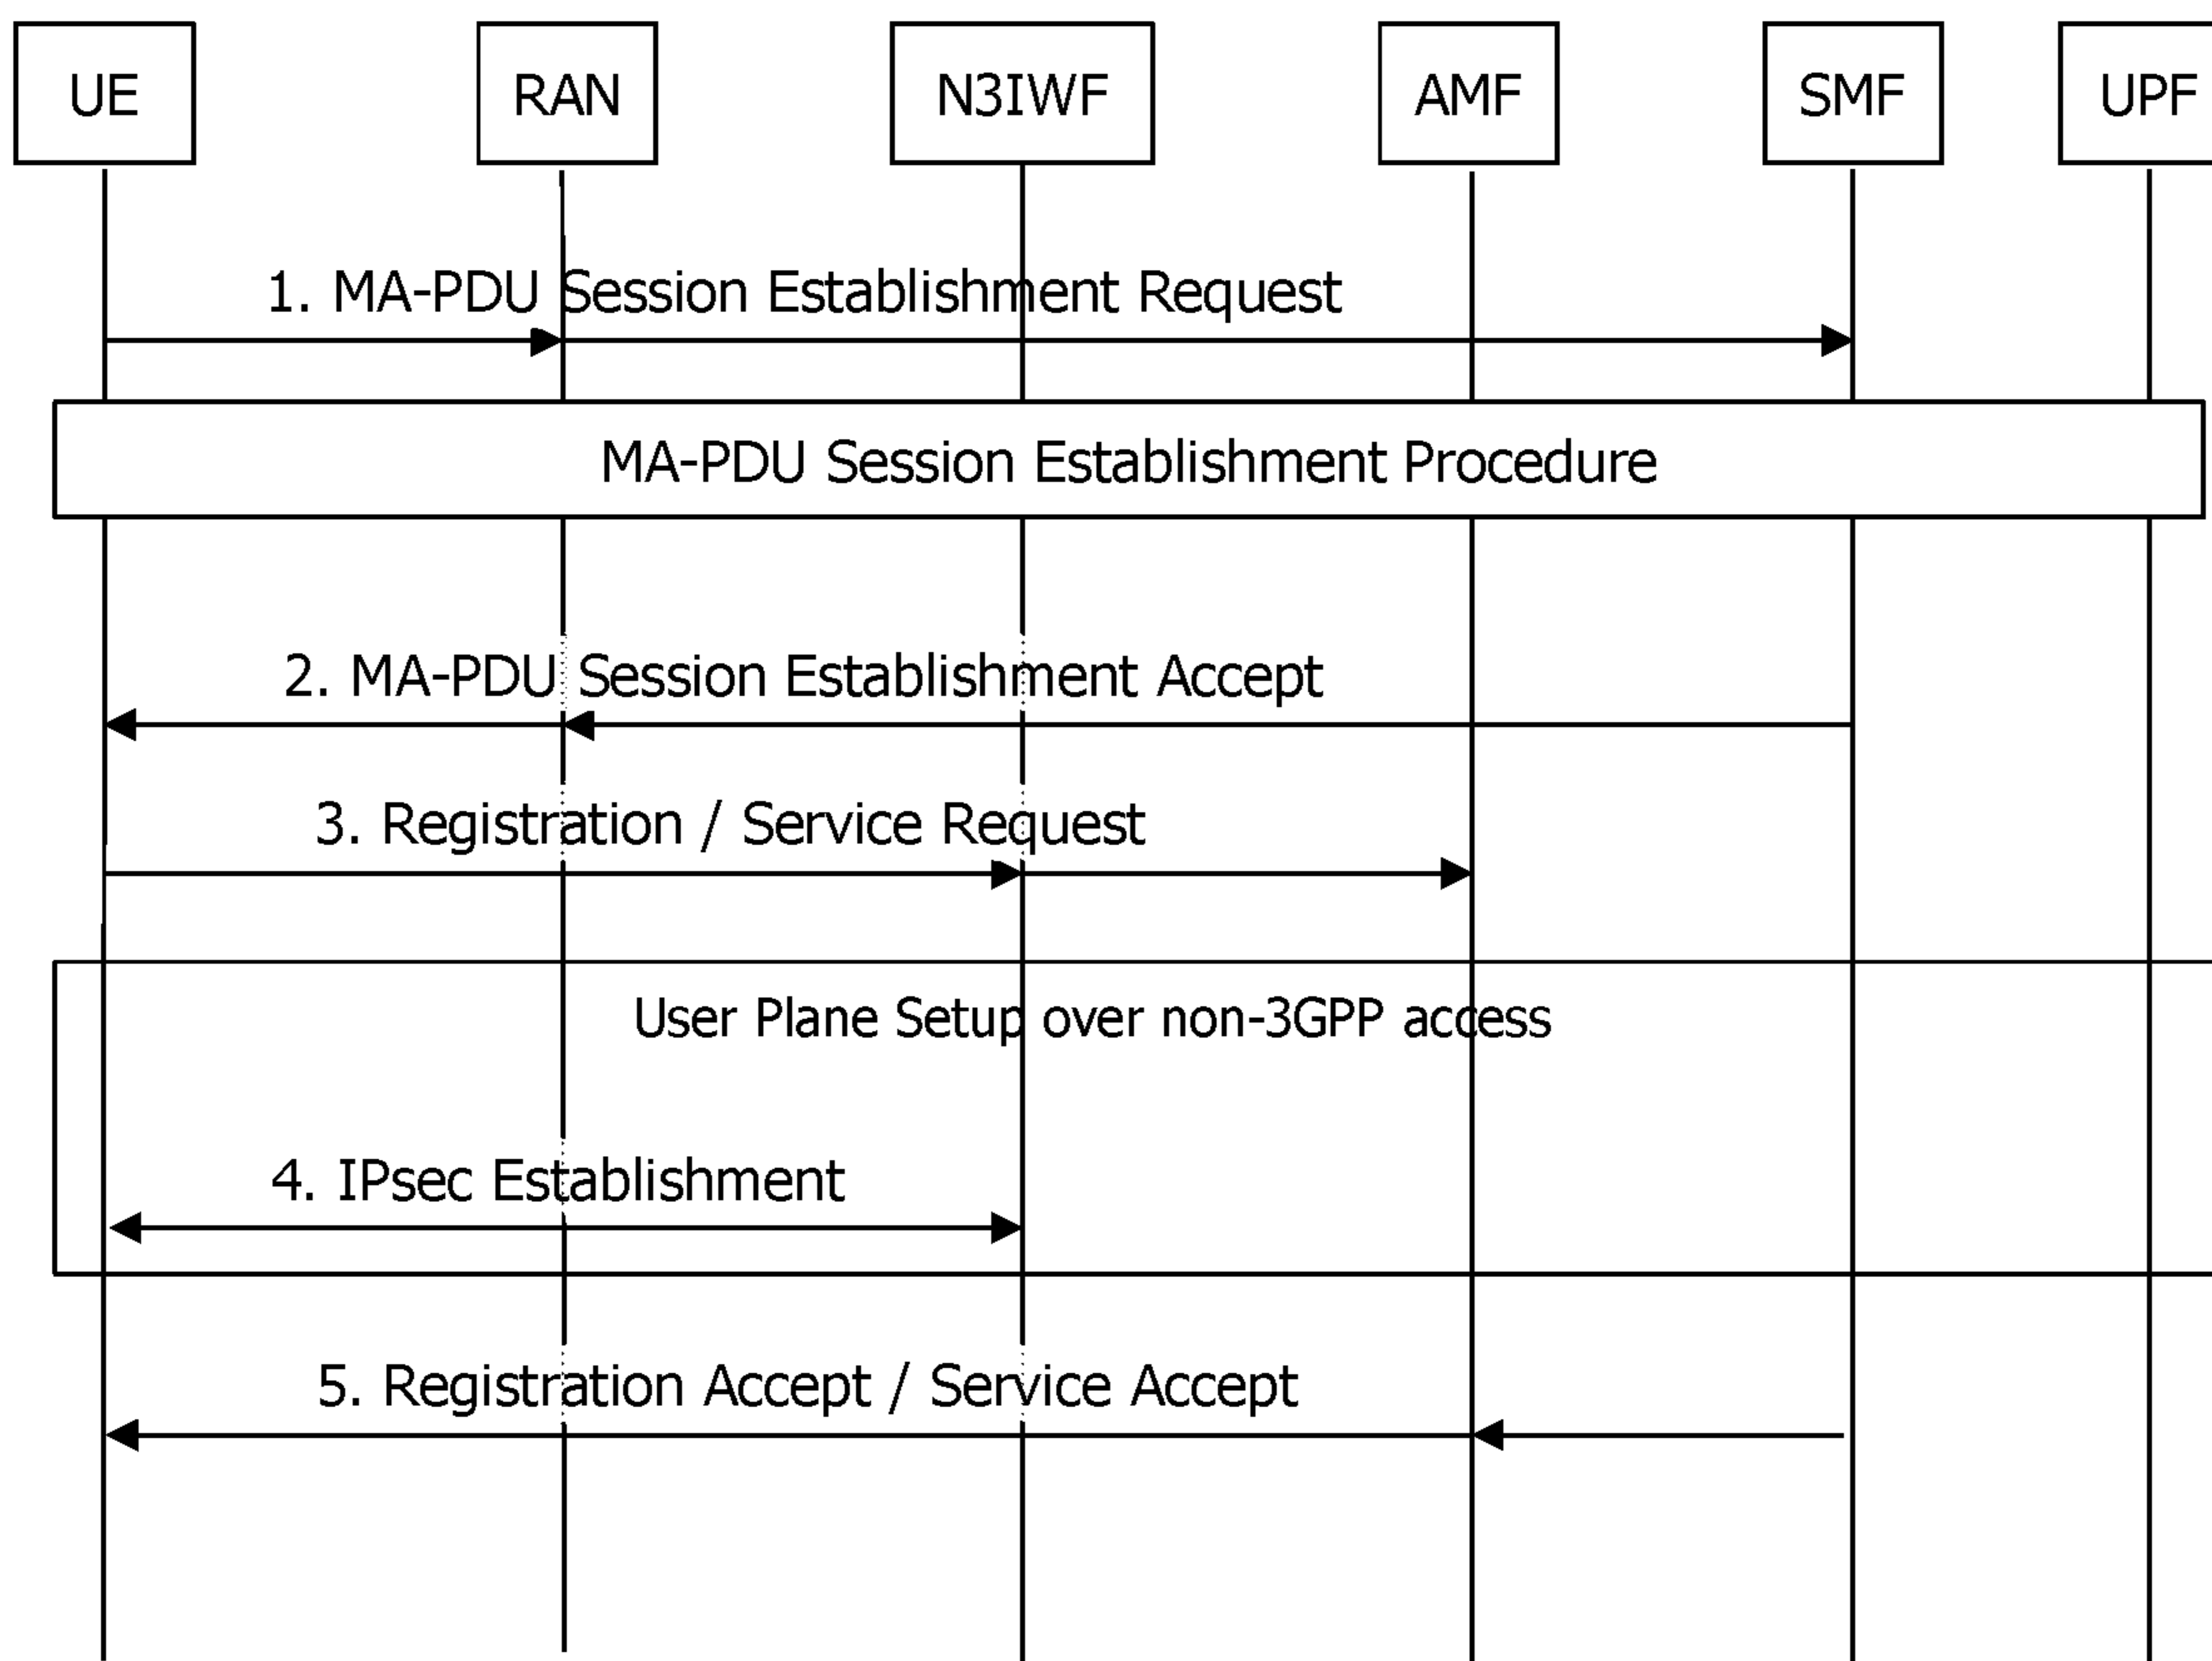 UE RAN N3IWF AMF SMF UPF
1. MA-PDU Session Establishment Request
MA-PDU Session Establishment Procedure
2. MA-PDU Session Establishment Accept
3. Registration / Service Request
User Plane Setup over non-3GPP access
4. IPsec Establishment
5. Registration Accept / Service Accept